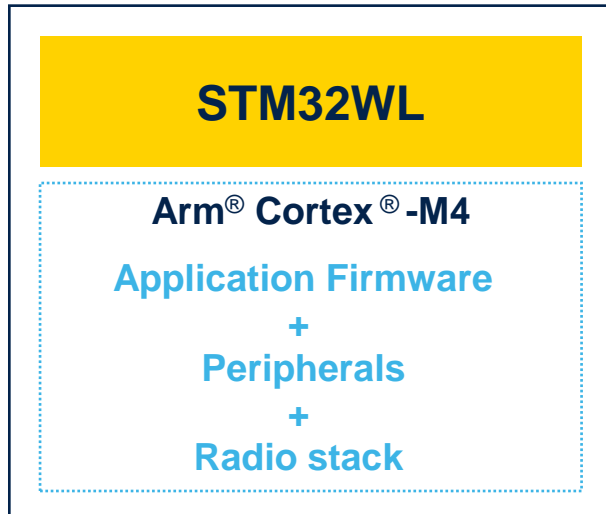 STM32WL
Arm® Cortex ® -M4
Application Firmware
+
Peripherals
+
Radio stack